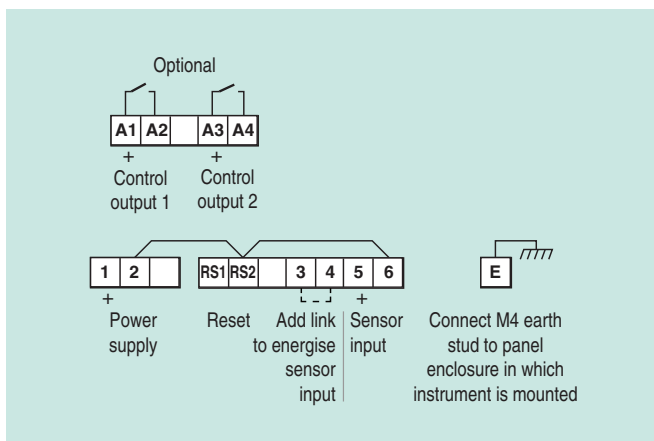 Optional
A1 A2 A3 A4
+ +
Control output 1
Control output 2
1 2 RS1 RS2 3 4 5 6 E
+ +
Power supply
Reset
Add link to energise sensor input
Sensor input
Connect M4 earth stud to panel enclosure in which instrument is mounted